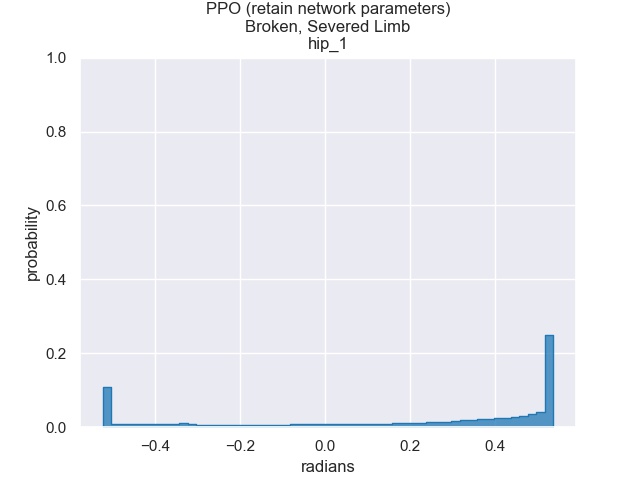 PPO (retain network parameters)
Broken, Severed Limb
hip_1
1.0
0.8
0.6
0.4
0.2
0.0
probability
−0.4
−0.2
0.0
0.2
0.4
radians